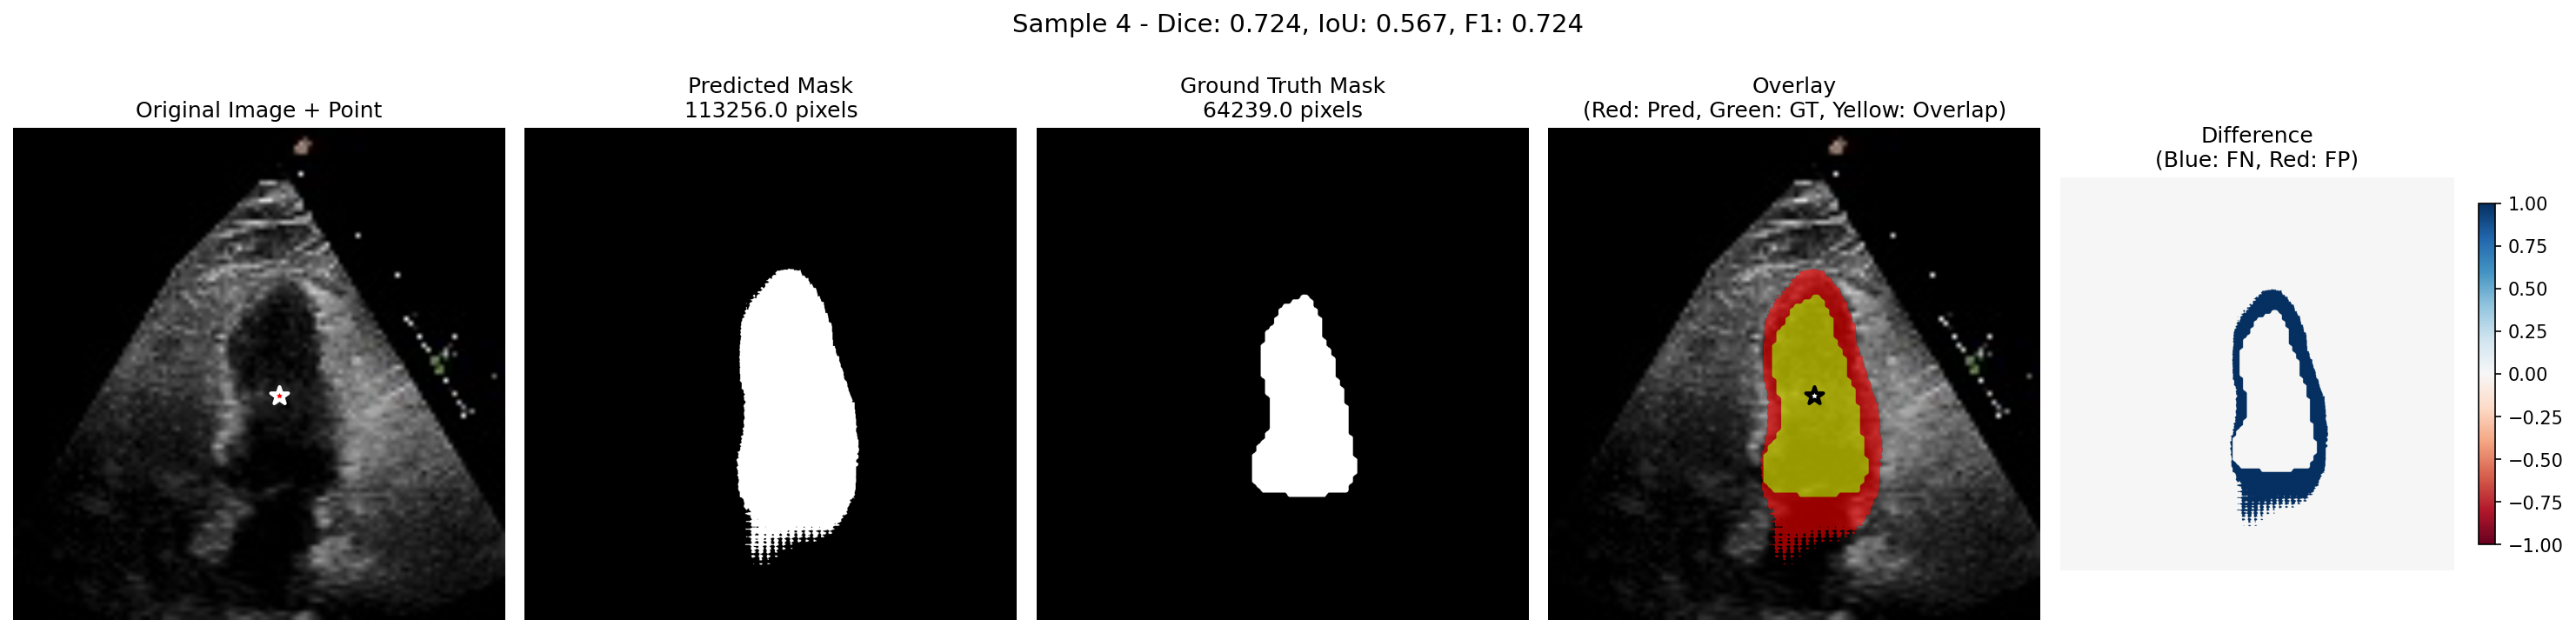 Sample 4 - Dice: 0.724, IoU: 0.567, F1: 0.724
Original Image + Point
Predicted Mask
113256.0 pixels
Ground Truth Mask
64239.0 pixels
Overlay
(Red: Pred, Green: GT, Yellow: Overlap)
Difference
(Blue: FN, Red: FP)
1.00
0.75
0.50
0.25
0.00
−0.25
−0.50
−0.75
−1.00